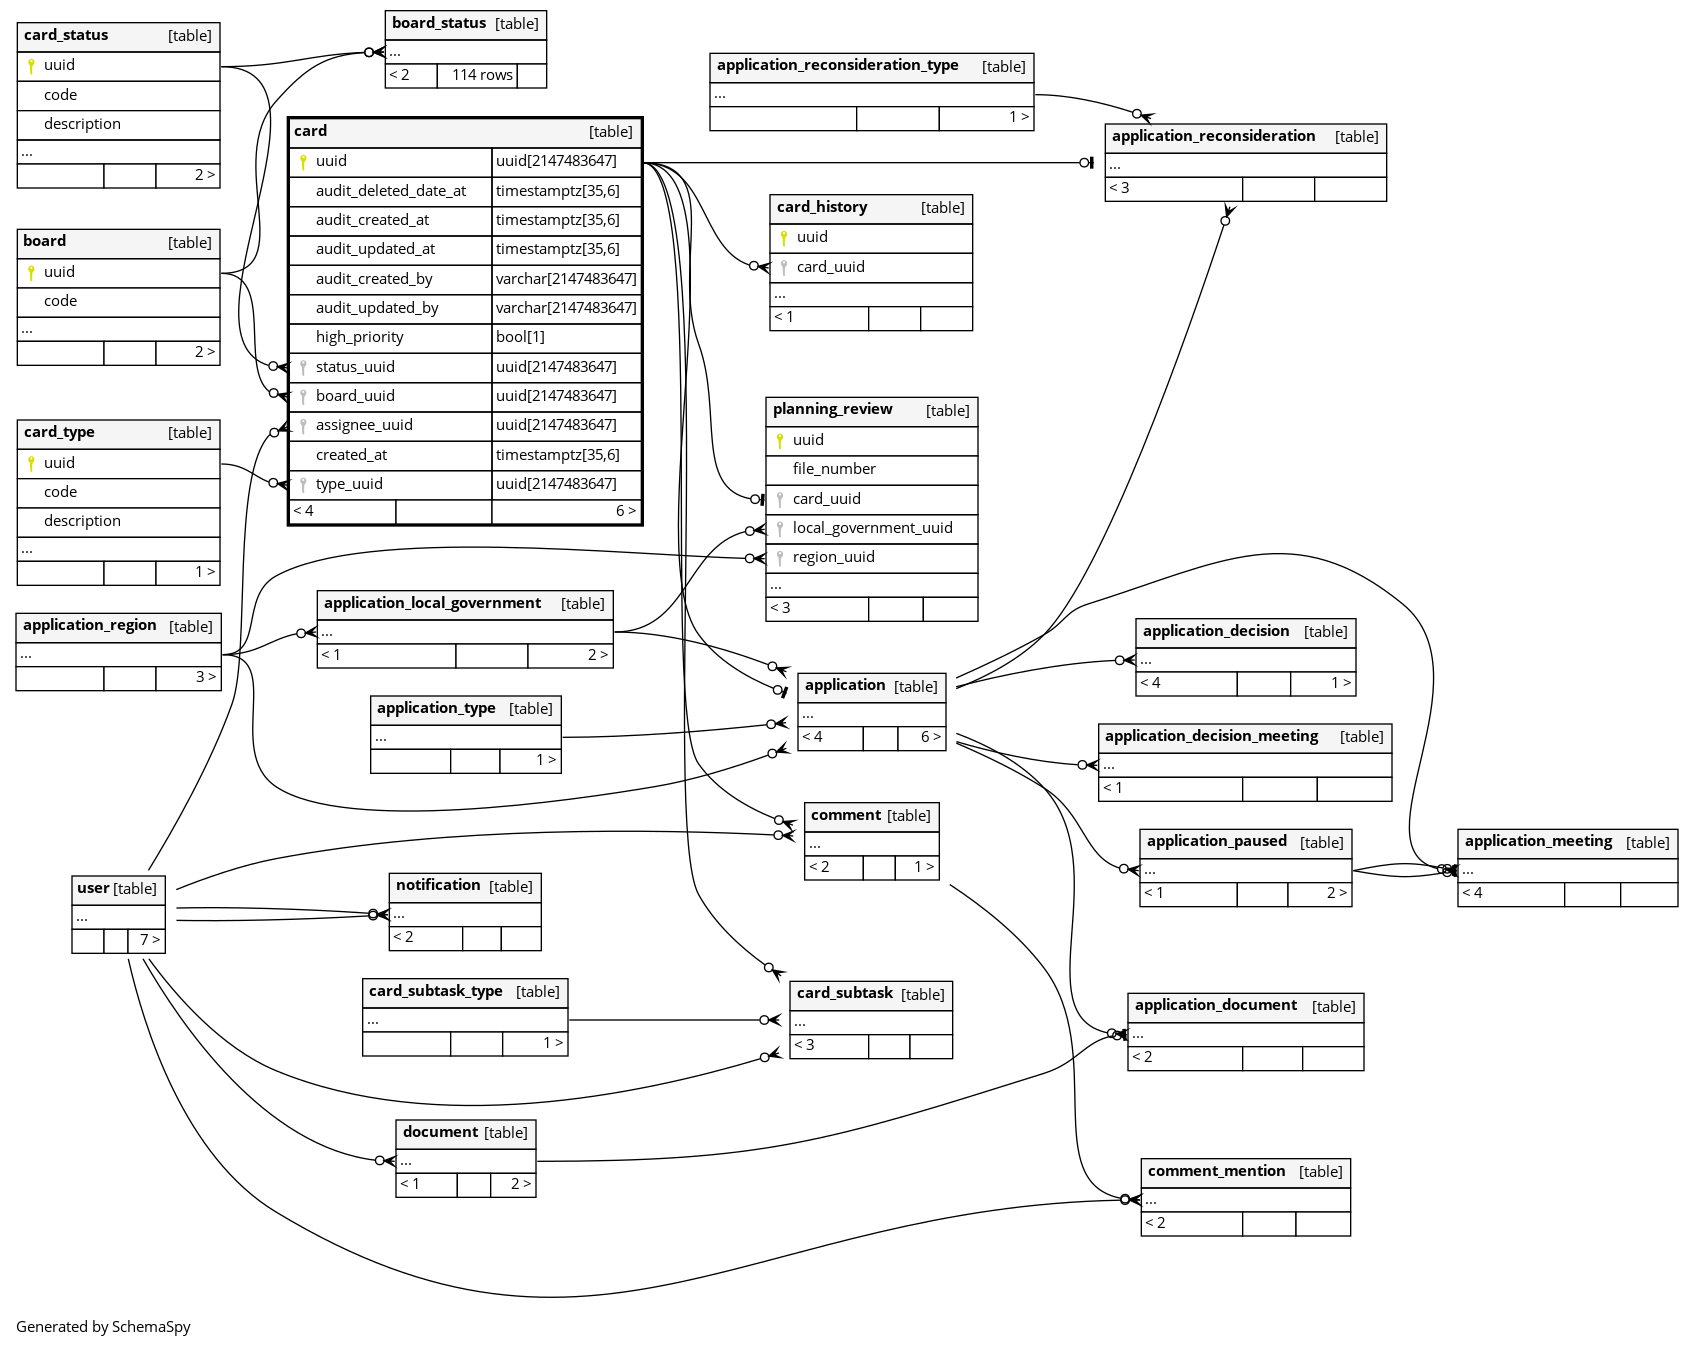 card_status [table]
uuid
code
description
...
2 >
board_status [table]
...
< 2 114 rows
board [table]
uuid
code
...
2 >
card_type [table]
uuid
code
description
...
1 >
application_region [table]
...
3 >
card [table]
uuid uuid[2147483647]
audit_deleted_date_at timestamptz[35,6]
audit_created_at timestamptz[35,6]
audit_updated_at timestamptz[35,6]
audit_created_by varchar[2147483647]
audit_updated_by varchar[2147483647]
high_priority bool[1]
status_uuid uuid[2147483647]
board_uuid uuid[2147483647]
assignee_uuid uuid[2147483647]
created_at timestamptz[35,6]
type_uuid uuid[2147483647]
< 4 6 >
application_reconsideration_type [table]
...
1 >
application_reconsideration [table]
...
< 3
card_history [table]
uuid
card_uuid
...
< 1
planning_review [table]
uuid
file_number
card_uuid
local_government_uuid
region_uuid
...
< 3
application_local_government [table]
...
< 1 2 >
application_type [table]
...
1 >
application [table]
...
< 4 6 >
application_decision [table]
...
< 4 1 >
application_decision_meeting [table]
...
< 1
comment [table]
...
< 2 1 >
application_paused [table]
...
< 1 2 >
application_meeting [table]
...
< 4
user [table]
...
7 >
notification [table]
...
< 2
card_subtask_type [table]
...
1 >
card_subtask [table]
...
< 3
application_document [table]
...
< 2
document [table]
...
< 1 2 >
comment_mention [table]
...
< 2
Generated by SchemaSpy